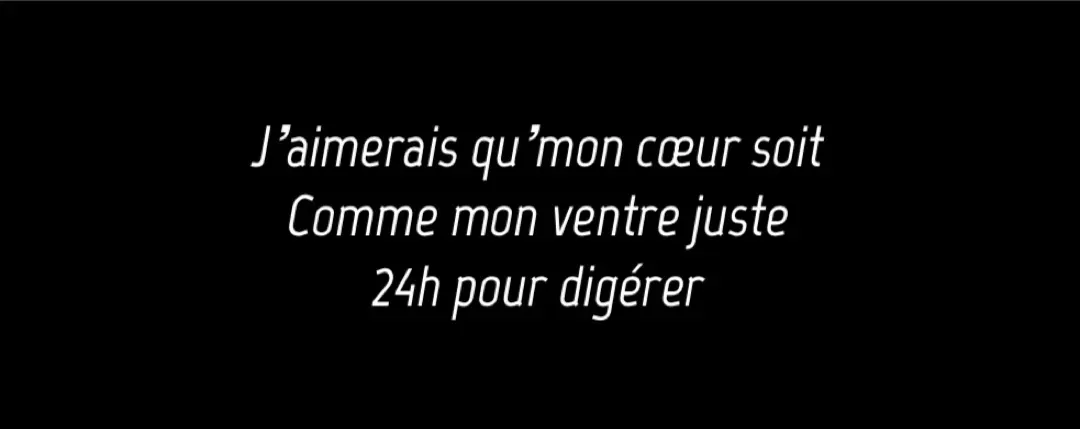 J’aimerais qu’mon cœur soit
Comme mon ventre juste
24h pour digérer